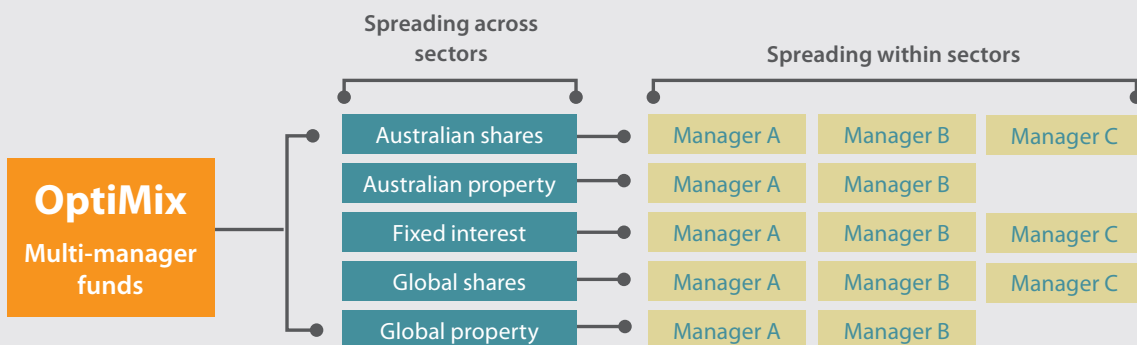 Spreading across
sectors
Spreading within sectors
OptiMix
Multi-manager
funds
Australian shares
Manager A
Manager B
Manager C
Australian property
Manager A
Manager B
Fixed interest
Manager A
Manager B
Manager C
Global shares
Manager A
Manager B
Manager C
Global property
Manager A
Manager B